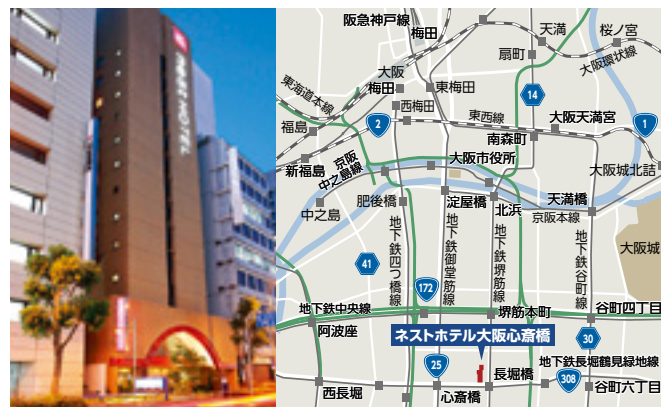 NEST HOTEL
阪急神戸線
梅田
天満
桜ノ宮
扇町
大阪環状線
大阪
梅田
東梅田
東海道本線
西梅田
14
東西線
大阪天満宮
1
2
福島
南森町
新福島
京阪
中之島線
大阪市役所
大阪城北詰
中之島
肥後橋
淀屋橋
北浜
天満橋
京阪本線
地下鉄四つ橋線
地下鉄御堂筋線
地下鉄堺筋線
地下鉄谷町線
大阪城
41
172
地下鉄中央線
堺筋本町
谷町四丁目
阿波座
ネストホテル大阪心斎橋
30
25
地下鉄長堀鶴見緑地線
308
西長堀
心斎橋
長堀橋
谷町六丁目